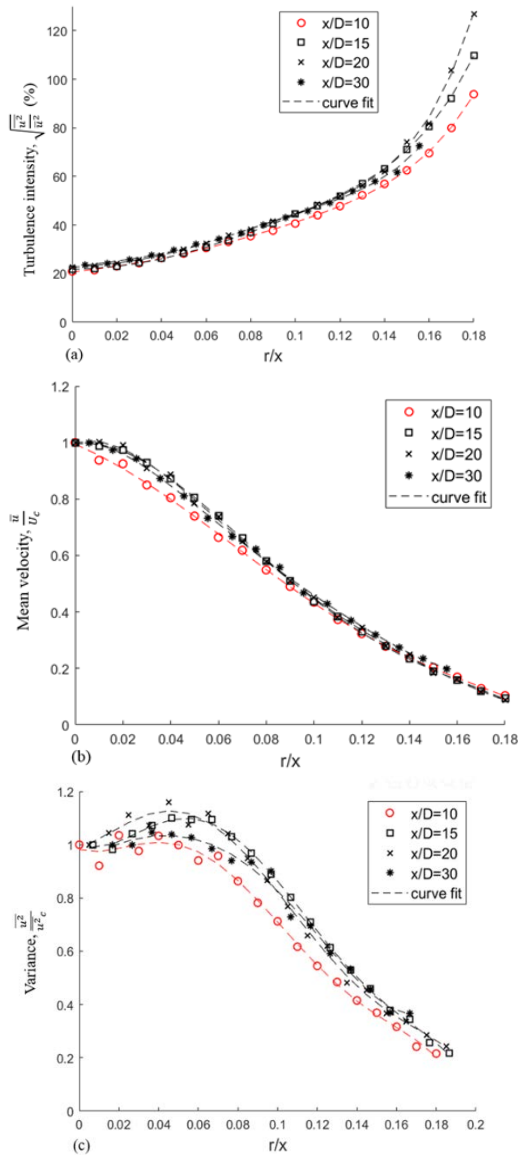 x/D=10
x/D=15
x/D=20
x/D=30
curve fit
120
100
80
60
40
20
0
Turbulence intensity, √(u̅²/u̅²) (%)
0 0.02 0.04 0.06 0.08 0.1 0.12 0.14 0.16 0.18
(a)
r/x
x/D=10
x/D=15
x/D=20
x/D=30
curve fit
1.2
1
0.8
0.6
0.4
0.2
0
Mean velocity, u̅/U_c
0 0.02 0.04 0.06 0.08 0.1 0.12 0.14 0.16 0.18
(b)
r/x
x/D=10
x/D=15
x/D=20
x/D=30
curve fit
1.2
1
0.8
0.6
0.4
0.2
0
Variance, u̅²/u̅²_c
0 0.02 0.04 0.06 0.08 0.1 0.12 0.14 0.16 0.18 0.2
(c)
r/x